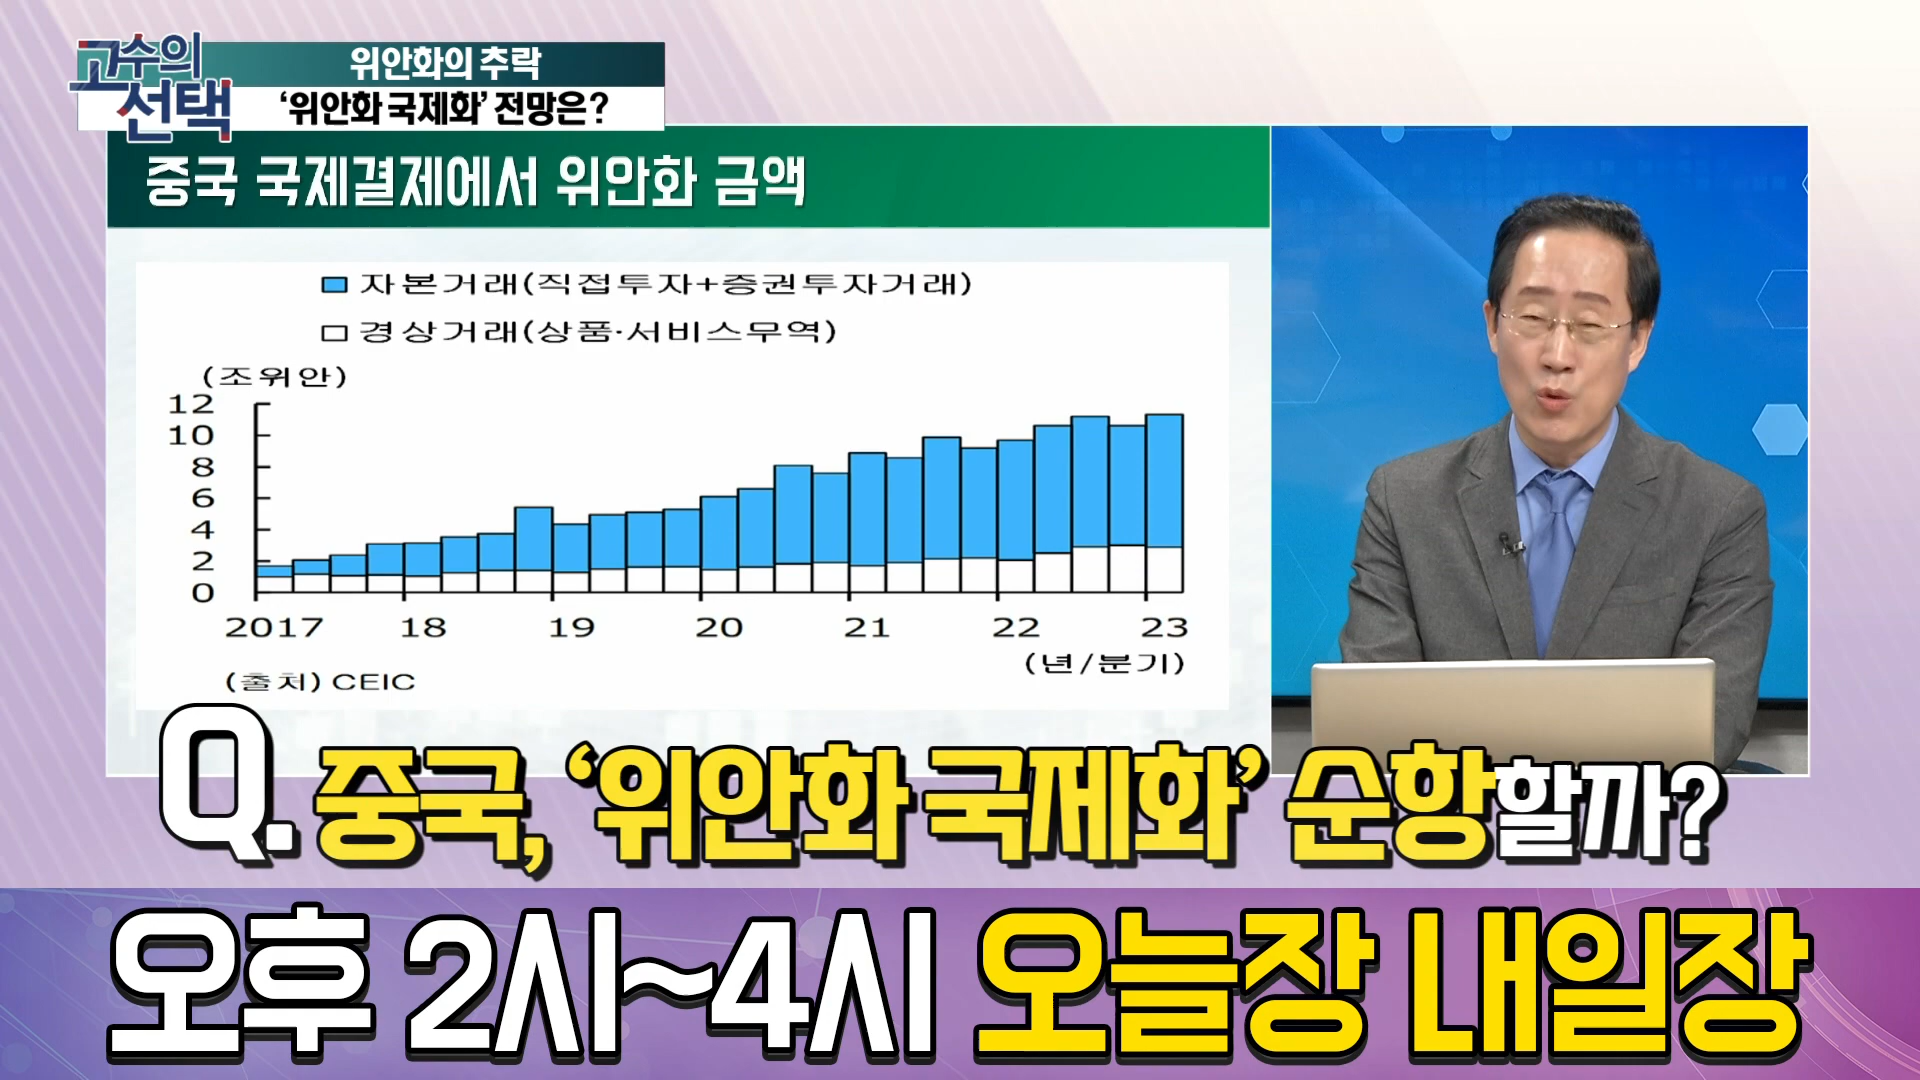 고수의
선택
위안화의 추락
‘위안화 국제화’ 전망은?
중국 국제결제에서 위안화 금액
자본거래(직접투자+증권투자거래)
경상거래(상품·서비스무역)
(조위안)
12
10
8
6
4
2
0
2017 18 19 20 21 22 23
(년/분기)
(출처) CEIC
Q. 중국, ‘위안화 국제화’ 순항할까?
오후 2시~4시 오늘장 내일장